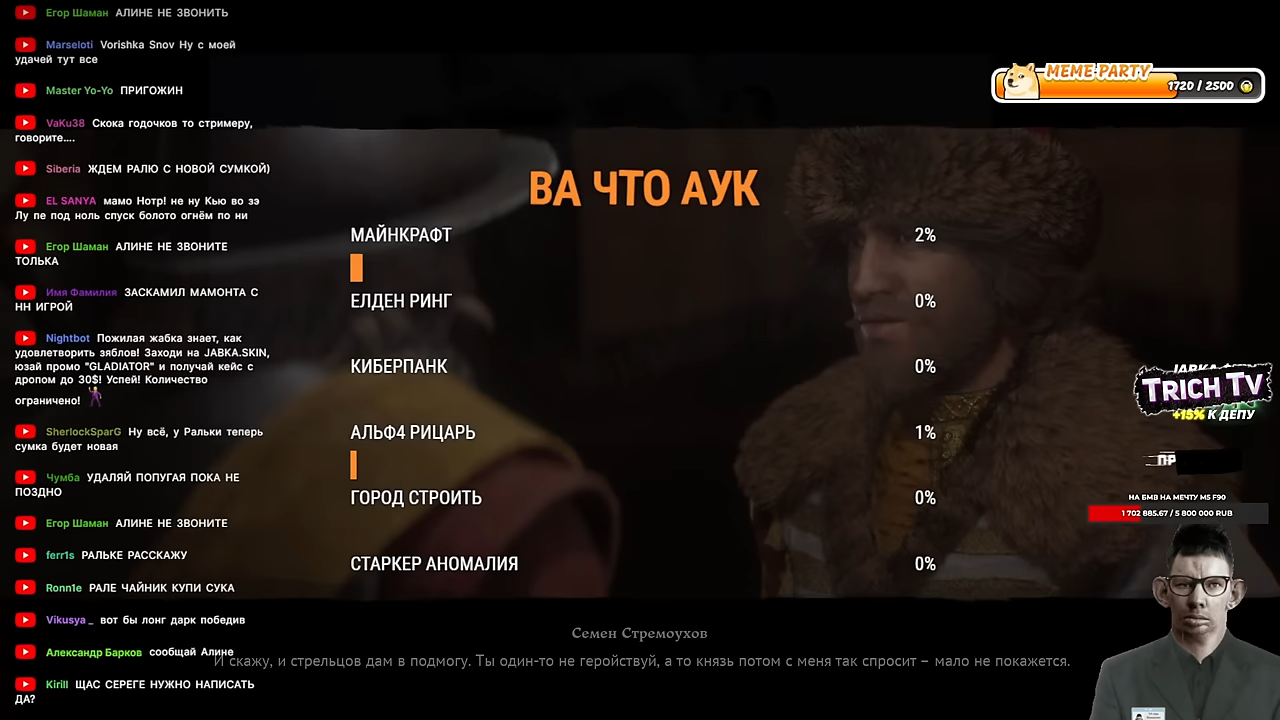 Егор Шаман АЛИНЕ НЕ ЗВОНИТЬ
Marseloti Vorishka Snov Ну с моей
удачей тут все
Master Yo-Yo ПРИГОЖИН
VaKu38 Скока годочков то стримеру,
говорите....
Siberia ЖДЕМ РАЛЮ С НОВОЙ СУМКОЙ)
EL SANYA мамо Нотр! не ну Кью во зэ
Лу пе под ноль спуск болото огнём по ни
Егор Шаман АЛИНЕ НЕ ЗВОНИТЕ
ТОЛЬКА
Имя Фамилия ЗАСКАМИЛ МАМОНТА С
НН ИГРОЙ
Nightbot Пожилая жабка знает, как
удовлетворить зяблов! Заходи на JABKA.SKIN,
юзай промо "GLADIATOR" и получай кейс с
дропом до 30$! Успей! Количество
ограничено!
SherlockSparG Ну всё, у Ральки теперь
сумка будет новая
Чумба УДАЛЯЙ ПОПУГАЯ ПОКА НЕ
ПОЗДНО
Егор Шаман АЛИНЕ НЕ ЗВОНИТЕ
ferr1s РАЛЬКЕ РАССКАЖУ
Ronn1e РАЛЕ ЧАЙНИК КУПИ СУКА
Vikusya_ вот бы лонг дарк победив
Александр Барков сообщай Алине
Kirill ЩАС СЕРЕГЕ НУЖНО НАПИСАТЬ
ДА?
MEME PARTY
1720 / 2500
ВА ЧТО АУК
МАЙНКРАФТ 2%
ЕЛДЕН РИНГ 0%
КИБЕРПАНК 0%
АЛЬФ4 РИЦАРЬ 1%
ГОРОД СТРОИТЬ 0%
СТАРКЕР АНОМАЛИЯ 0%
Семен Стремоухов
И скажу, и стрельцов дам в подмогу. Ты один-то не геройствуй, а то князь потом с меня так спросит – мало не покажется.
TRICH TV
+15% К ДЕПУ
НА БМВ НА МЕЧТУ M5 F90
1 702 885.67 / 5 800 000 RUB